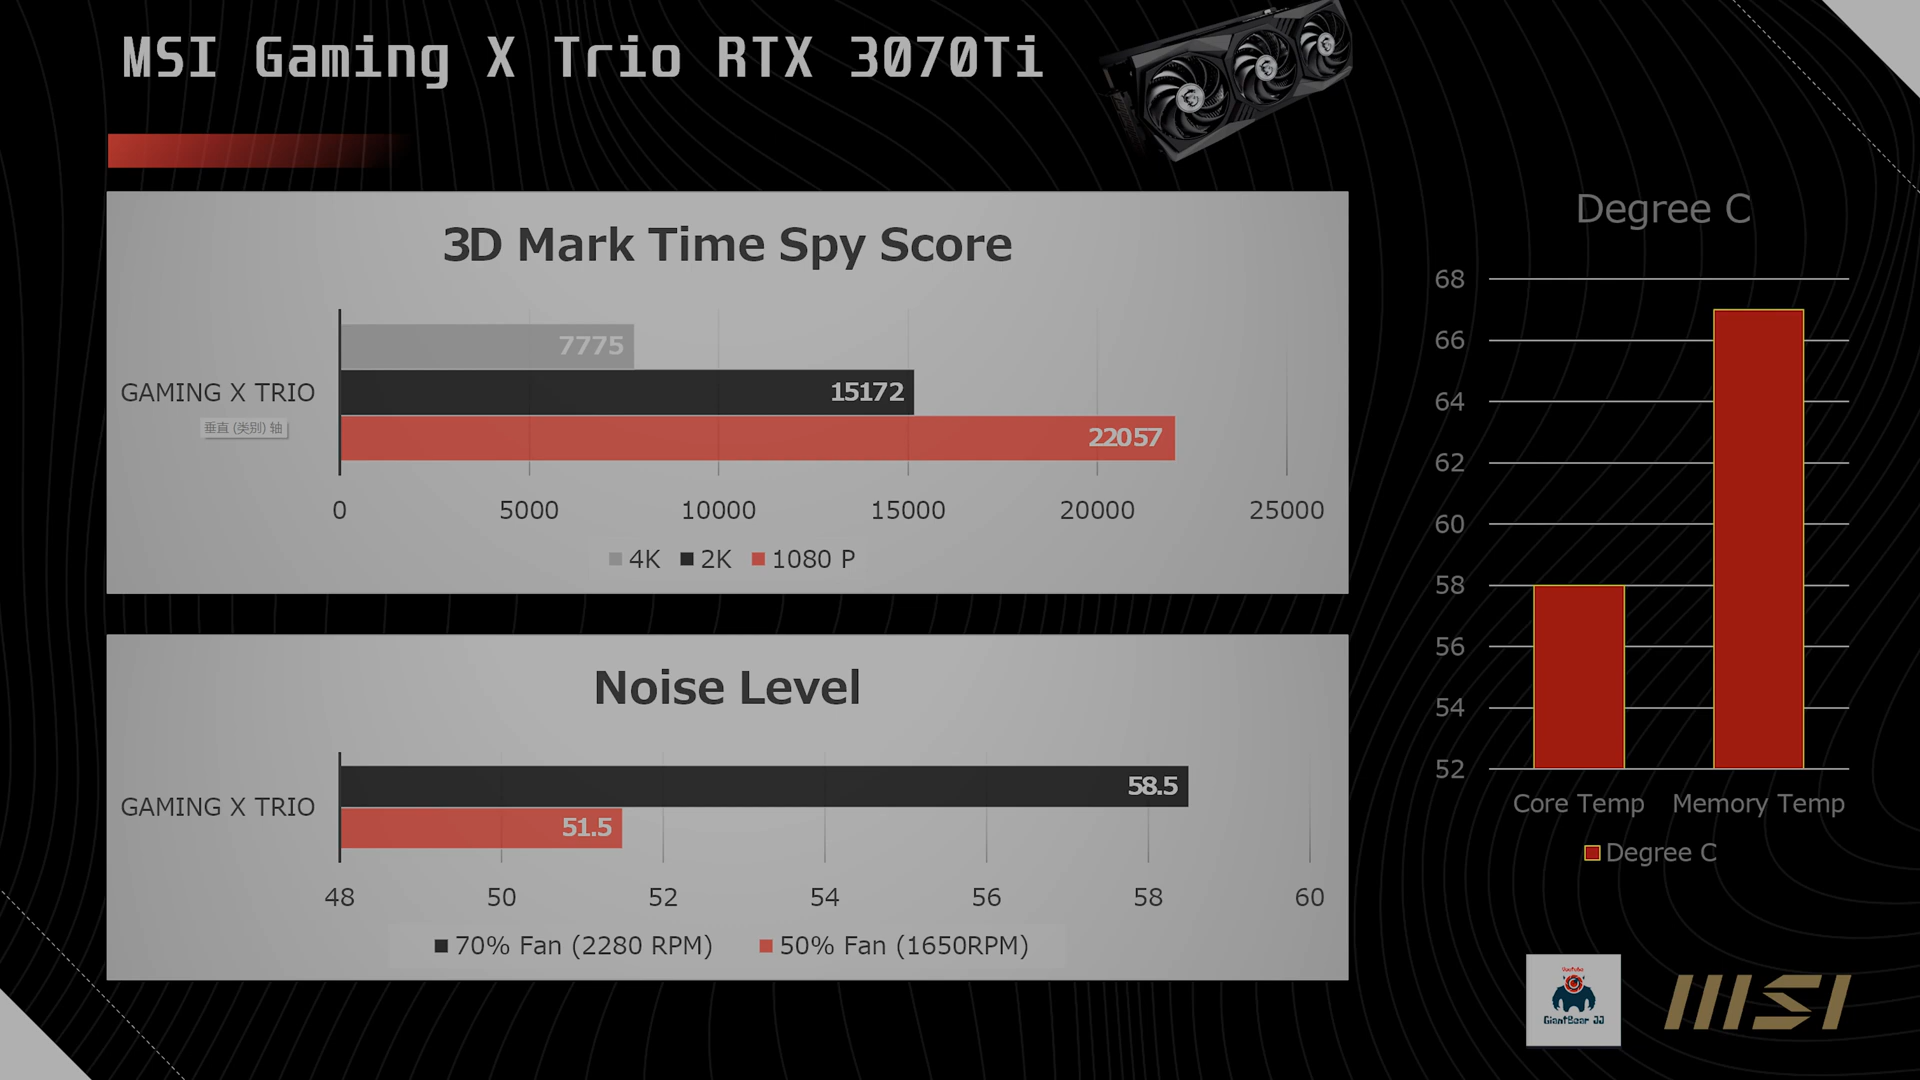 MSI Gaming X Trio RTX 3070Ti
3D Mark Time Spy Score
7775
GAMING X TRIO
15172
垂直 (类别) 轴
22057
0 5000 10000 15000 20000 25000
4K 2K 1080 P
Noise Level
58.5
GAMING X TRIO
51.5
48 50 52 54 56 58 60
70% Fan (2280 RPM) 50% Fan (1650RPM)
Degree C
68
66
64
62
60
58
56
54
52
Core Temp Memory Temp
Degree C
YouTube
GiantBear JJ
MSI